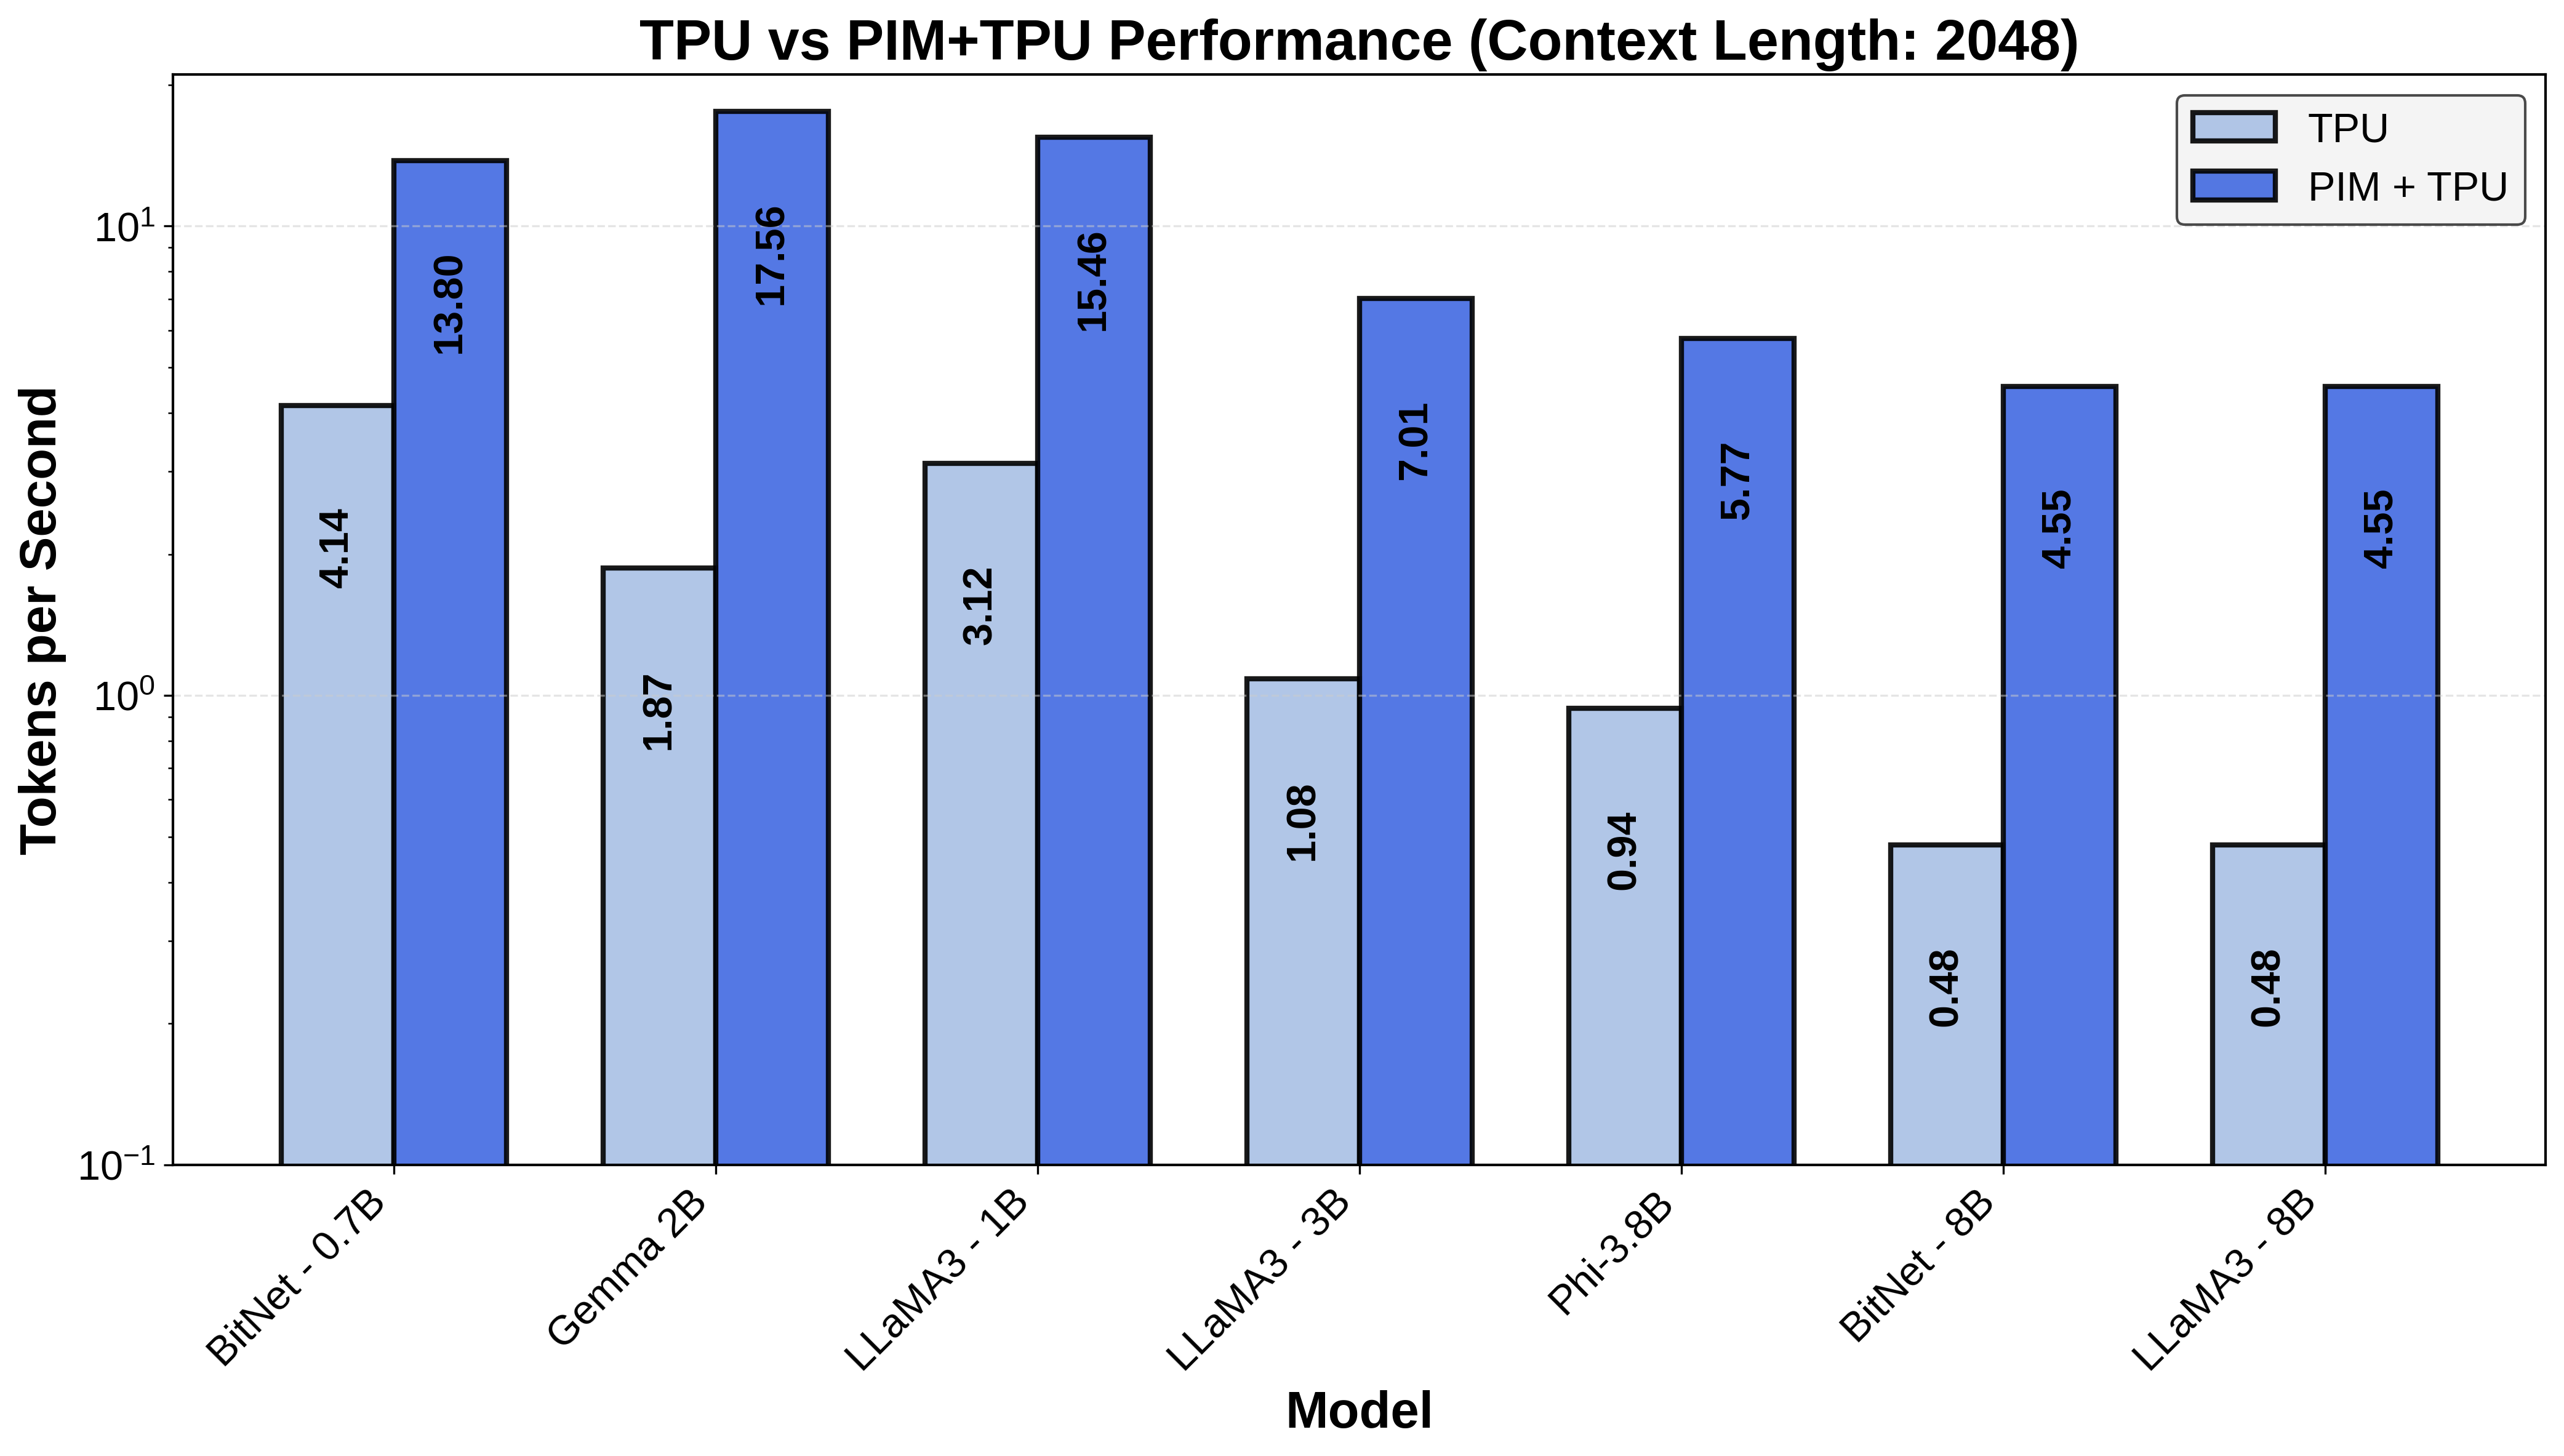 TPU vs PIM+TPU Performance (Context Length: 2048)
TPU
PIM + TPU
Tokens per Second
10¹
10⁰
10⁻¹
4.14
13.80
1.87
17.56
3.12
15.46
1.08
7.01
0.94
5.77
0.48
4.55
0.48
4.55
BitNet - 0.7B
Gemma 2B
LLaMA3 - 1B
LLaMA3 - 3B
Phi-3.8B
BitNet - 8B
LLaMA3 - 8B
Model